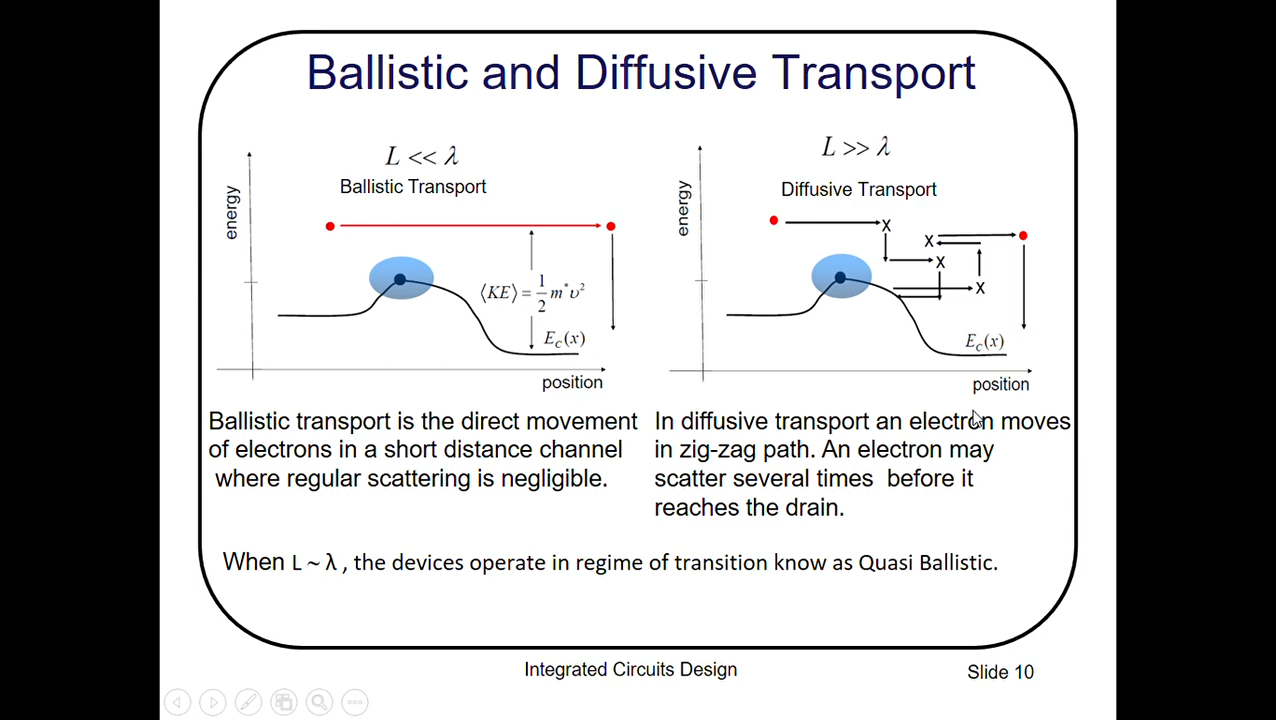 Ballistic and Diffusive Transport
L << λ
Ballistic Transport
energy
⟨KE⟩ = 1/2 m*υ²
E_C(x)
position
L >> λ
Diffusive Transport
energy
X
X
X
X
E_C(x)
position
Ballistic transport is the direct movement
of electrons in a short distance channel
where regular scattering is negligible.
In diffusive transport an electron moves
in zig-zag path. An electron may
scatter several times before it
reaches the drain.
When L ~ λ , the devices operate in regime of transition know as Quasi Ballistic.
Integrated Circuits Design
Slide 10